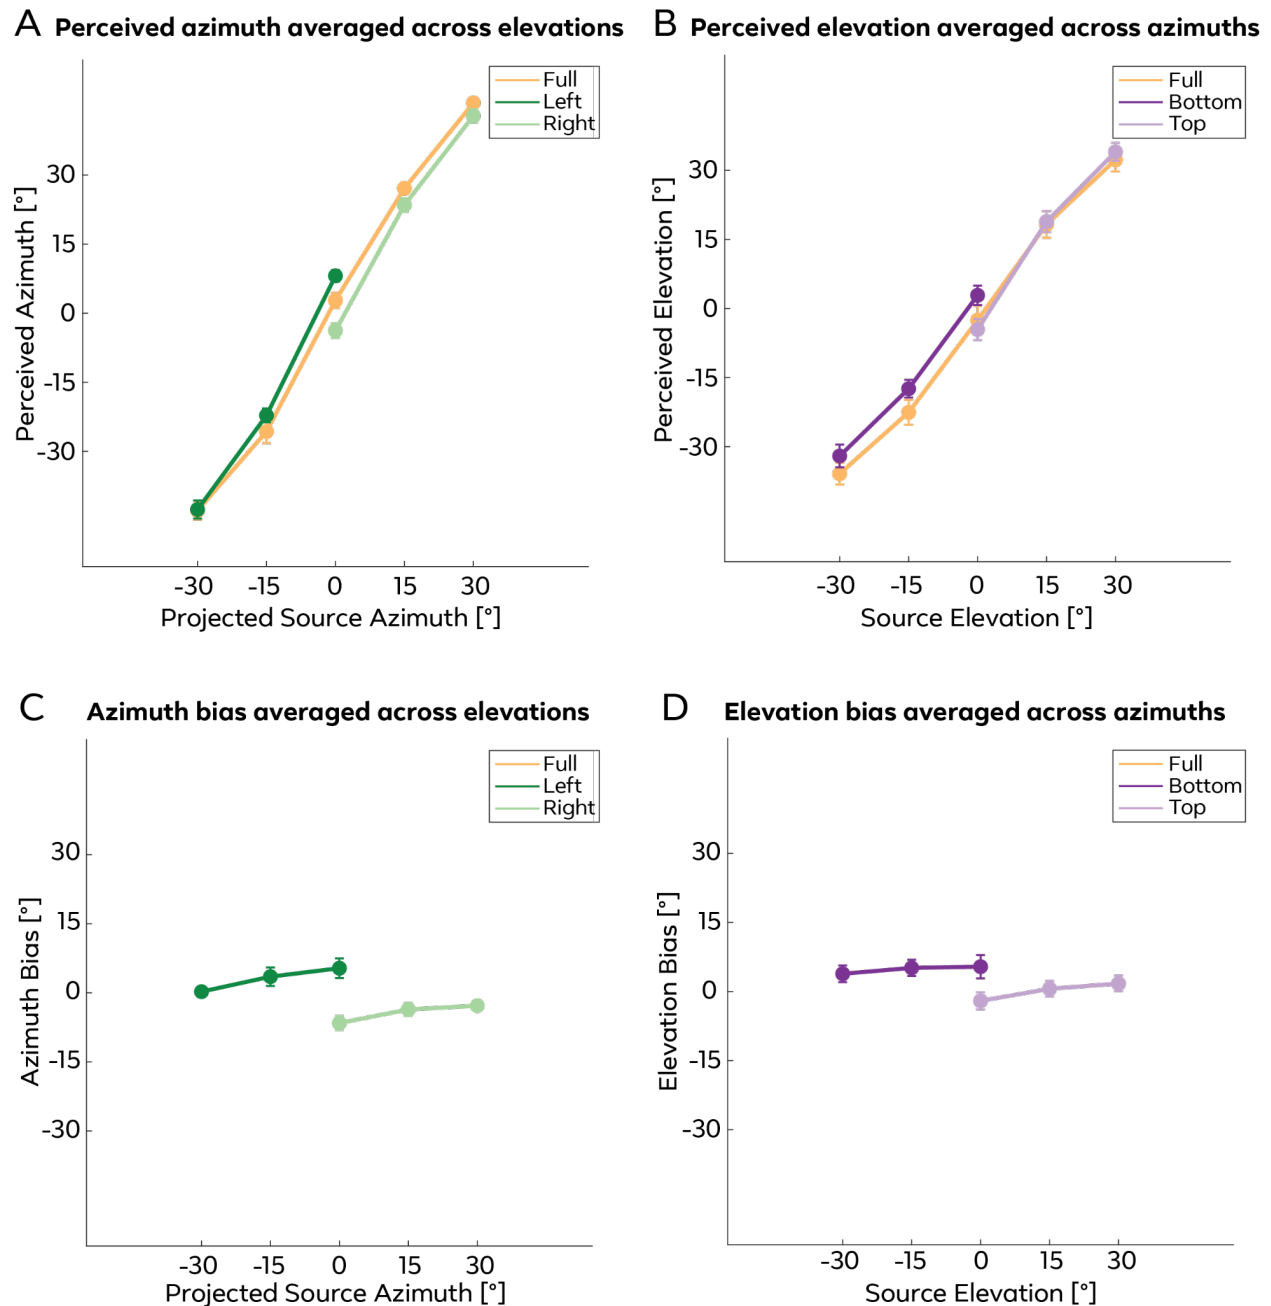 A Perceived azimuth averaged across elevations
Full
Left
Right
30
15
0
-15
-30
Perceived Azimuth [°]
-30 -15 0 15 30
Projected Source Azimuth [°]
B Perceived elevation averaged across azimuths
Full
Bottom
Top
30
15
0
-15
-30
Perceived Elevation [°]
-30 -15 0 15 30
Source Elevation [°]
C Azimuth bias averaged across elevations
Full
Left
Right
30
15
0
-15
-30
Azimuth Bias [°]
-30 -15 0 15 30
Projected Source Azimuth [°]
D Elevation bias averaged across azimuths
Full
Bottom
Top
30
15
0
-15
-30
Elevation Bias [°]
-30 -15 0 15 30
Source Elevation [°]